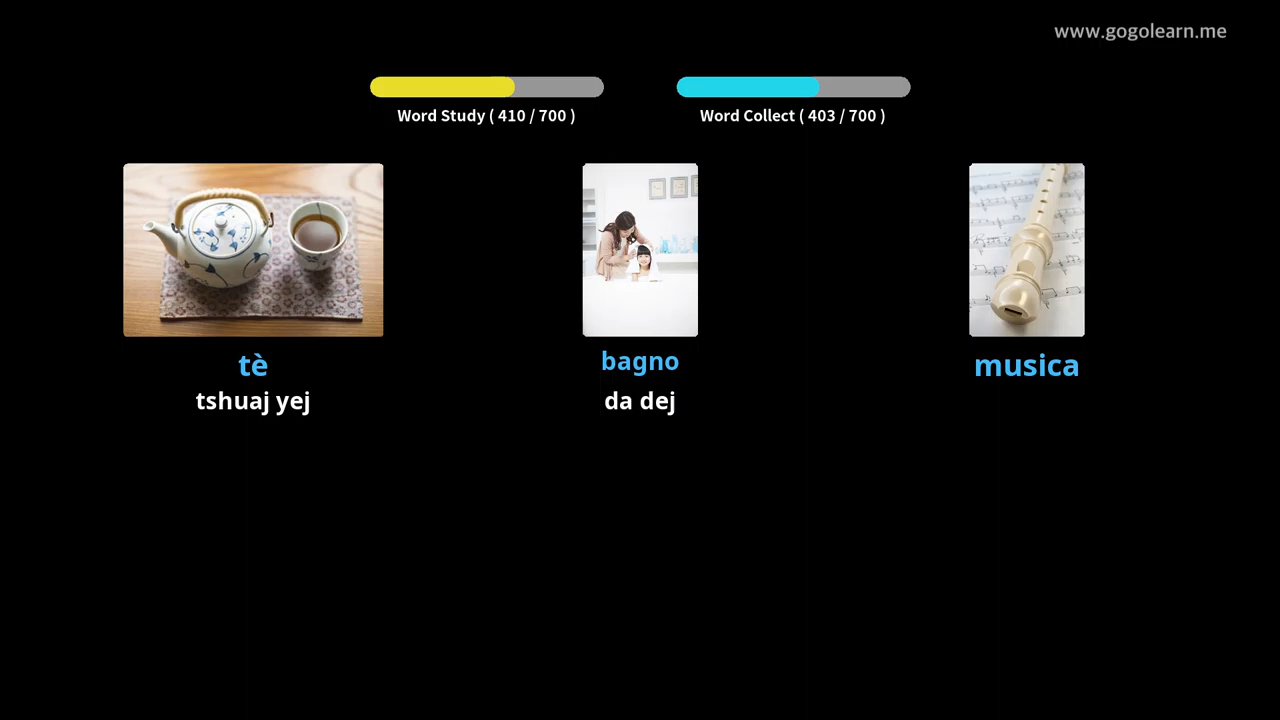 www.gogolearn.me
Word Study ( 410 / 700 )
Word Collect ( 403 / 700 )
tè
tshuaj yej
bagno
da dej
musica